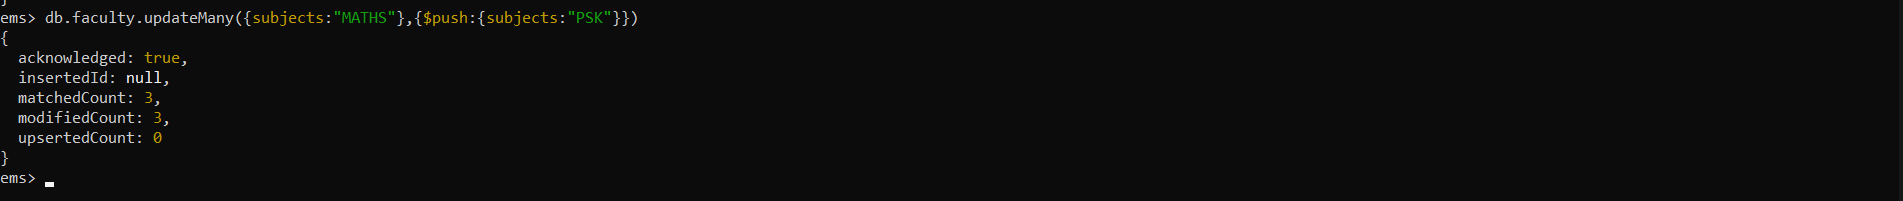 }
ems> db.faculty.updateMany({subjects:"MATHS"},{$push:{subjects:"PSK"}})
{
  acknowledged: true,
  insertedId: null,
  matchedCount: 3,
  modifiedCount: 3,
  upsertedCount: 0
}
ems>